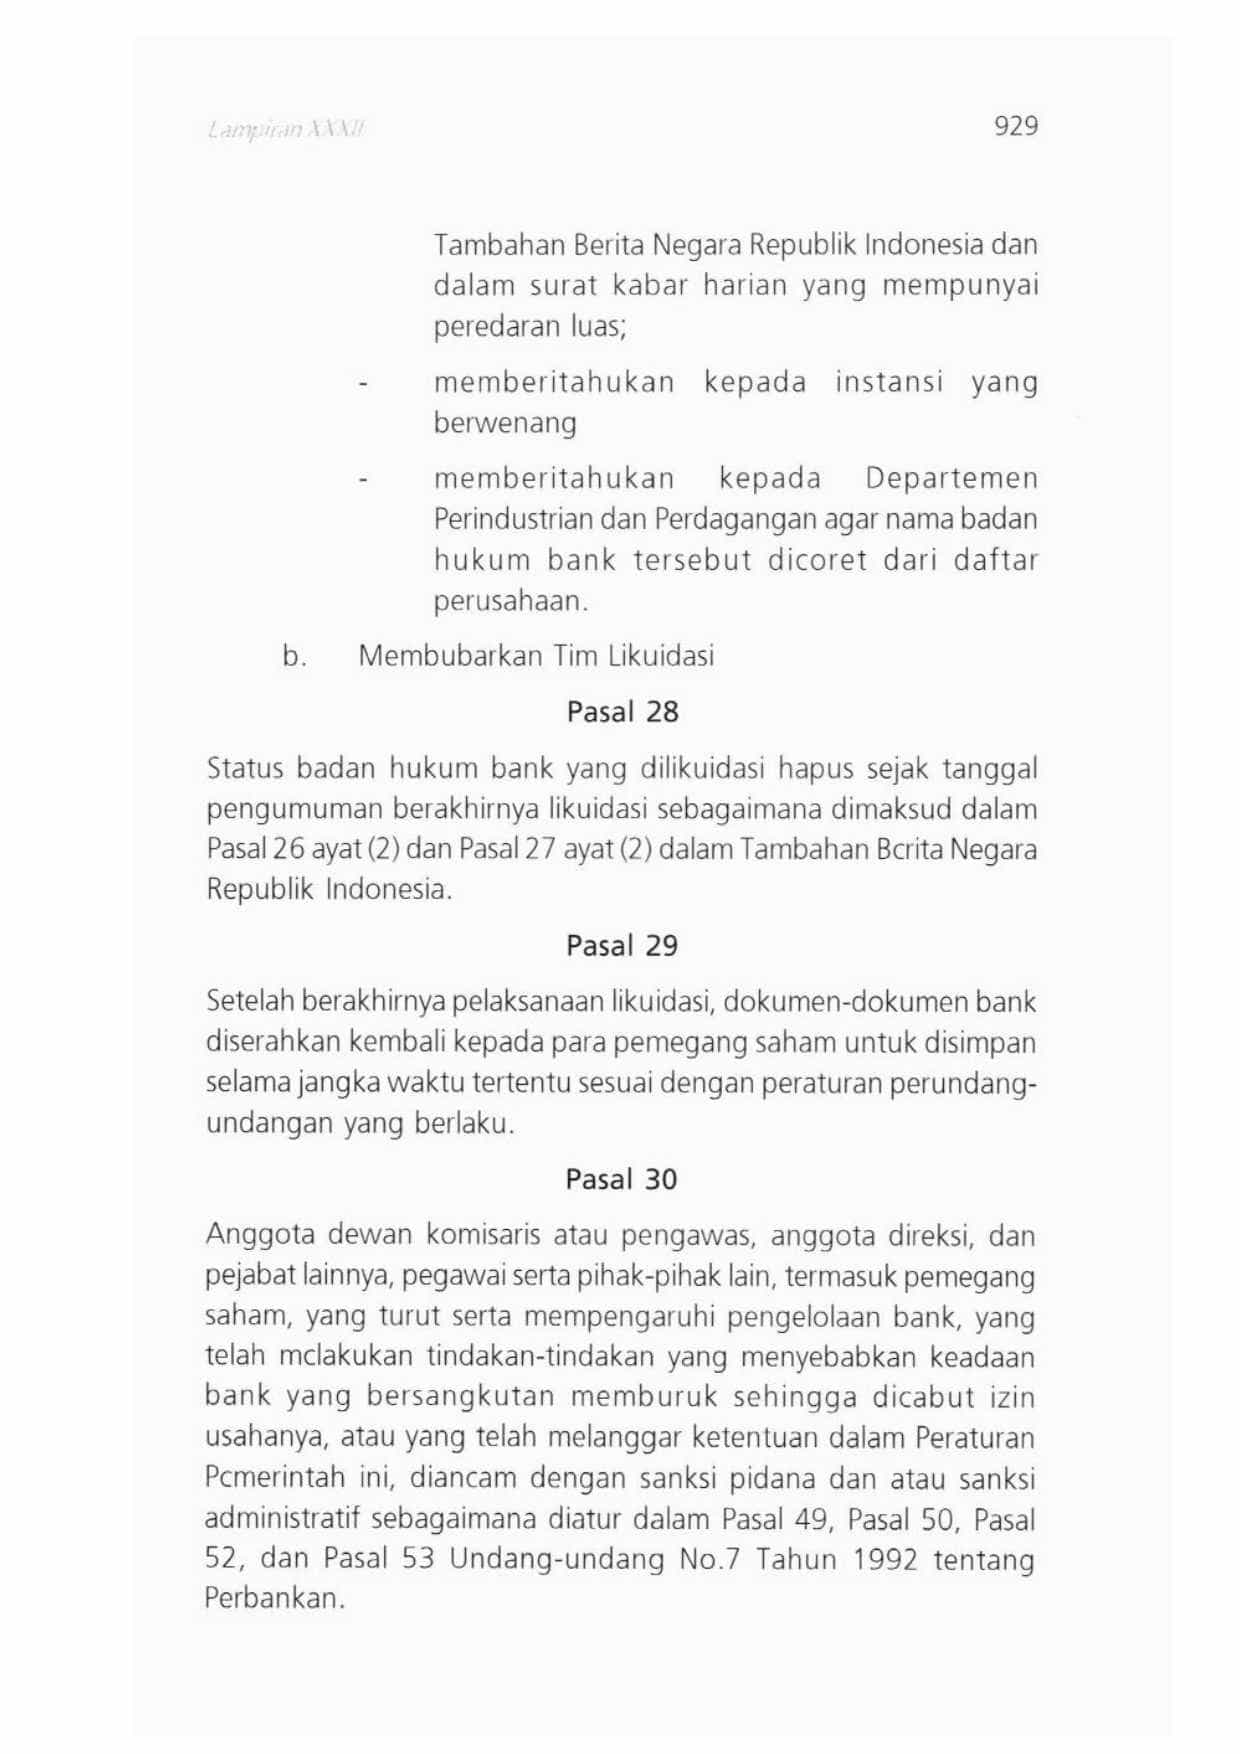 Lampiran XXXII
929
Tambahan Berita Negara Republik Indonesia dan
dalam surat kabar harian yang mempunyai
peredaran luas;
- memberitahukan kepada instansi yang
berwenang
- memberitahukan kepada Departemen
Perindustrian dan Perdagangan agar nama badan
hukum bank tersebut dicoret dari daftar
perusahaan.
b. Membubarkan Tim Likuidasi
Pasal 28
Status badan hukum bank yang dilikuidasi hapus sejak tanggal
pengumuman berakhirnya likuidasi sebagaimana dimaksud dalam
Pasal 26 ayat (2) dan Pasal 27 ayat (2) dalam Tambahan Bcrita Negara
Republik Indonesia.
Pasal 29
Setelah berakhirnya pelaksanaan likuidasi, dokumen-dokumen bank
diserahkan kembali kepada para pemegang saham untuk disimpan
selama jangka waktu tertentu sesuai dengan peraturan perundang-
undangan yang berlaku.
Pasal 30
Anggota dewan komisaris atau pengawas, anggota direksi, dan
pejabat lainnya, pegawai serta pihak-pihak lain, termasuk pemegang
saham, yang turut serta mempengaruhi pengelolaan bank, yang
telah mclakukan tindakan-tindakan yang menyebabkan keadaan
bank yang bersangkutan memburuk sehingga dicabut izin
usahanya, atau yang telah melanggar ketentuan dalam Peraturan
Pcmerintah ini, diancam dengan sanksi pidana dan atau sanksi
administratif sebagaimana diatur dalam Pasal 49, Pasal 50, Pasal
52, dan Pasal 53 Undang-undang No.7 Tahun 1992 tentang
Perbankan.